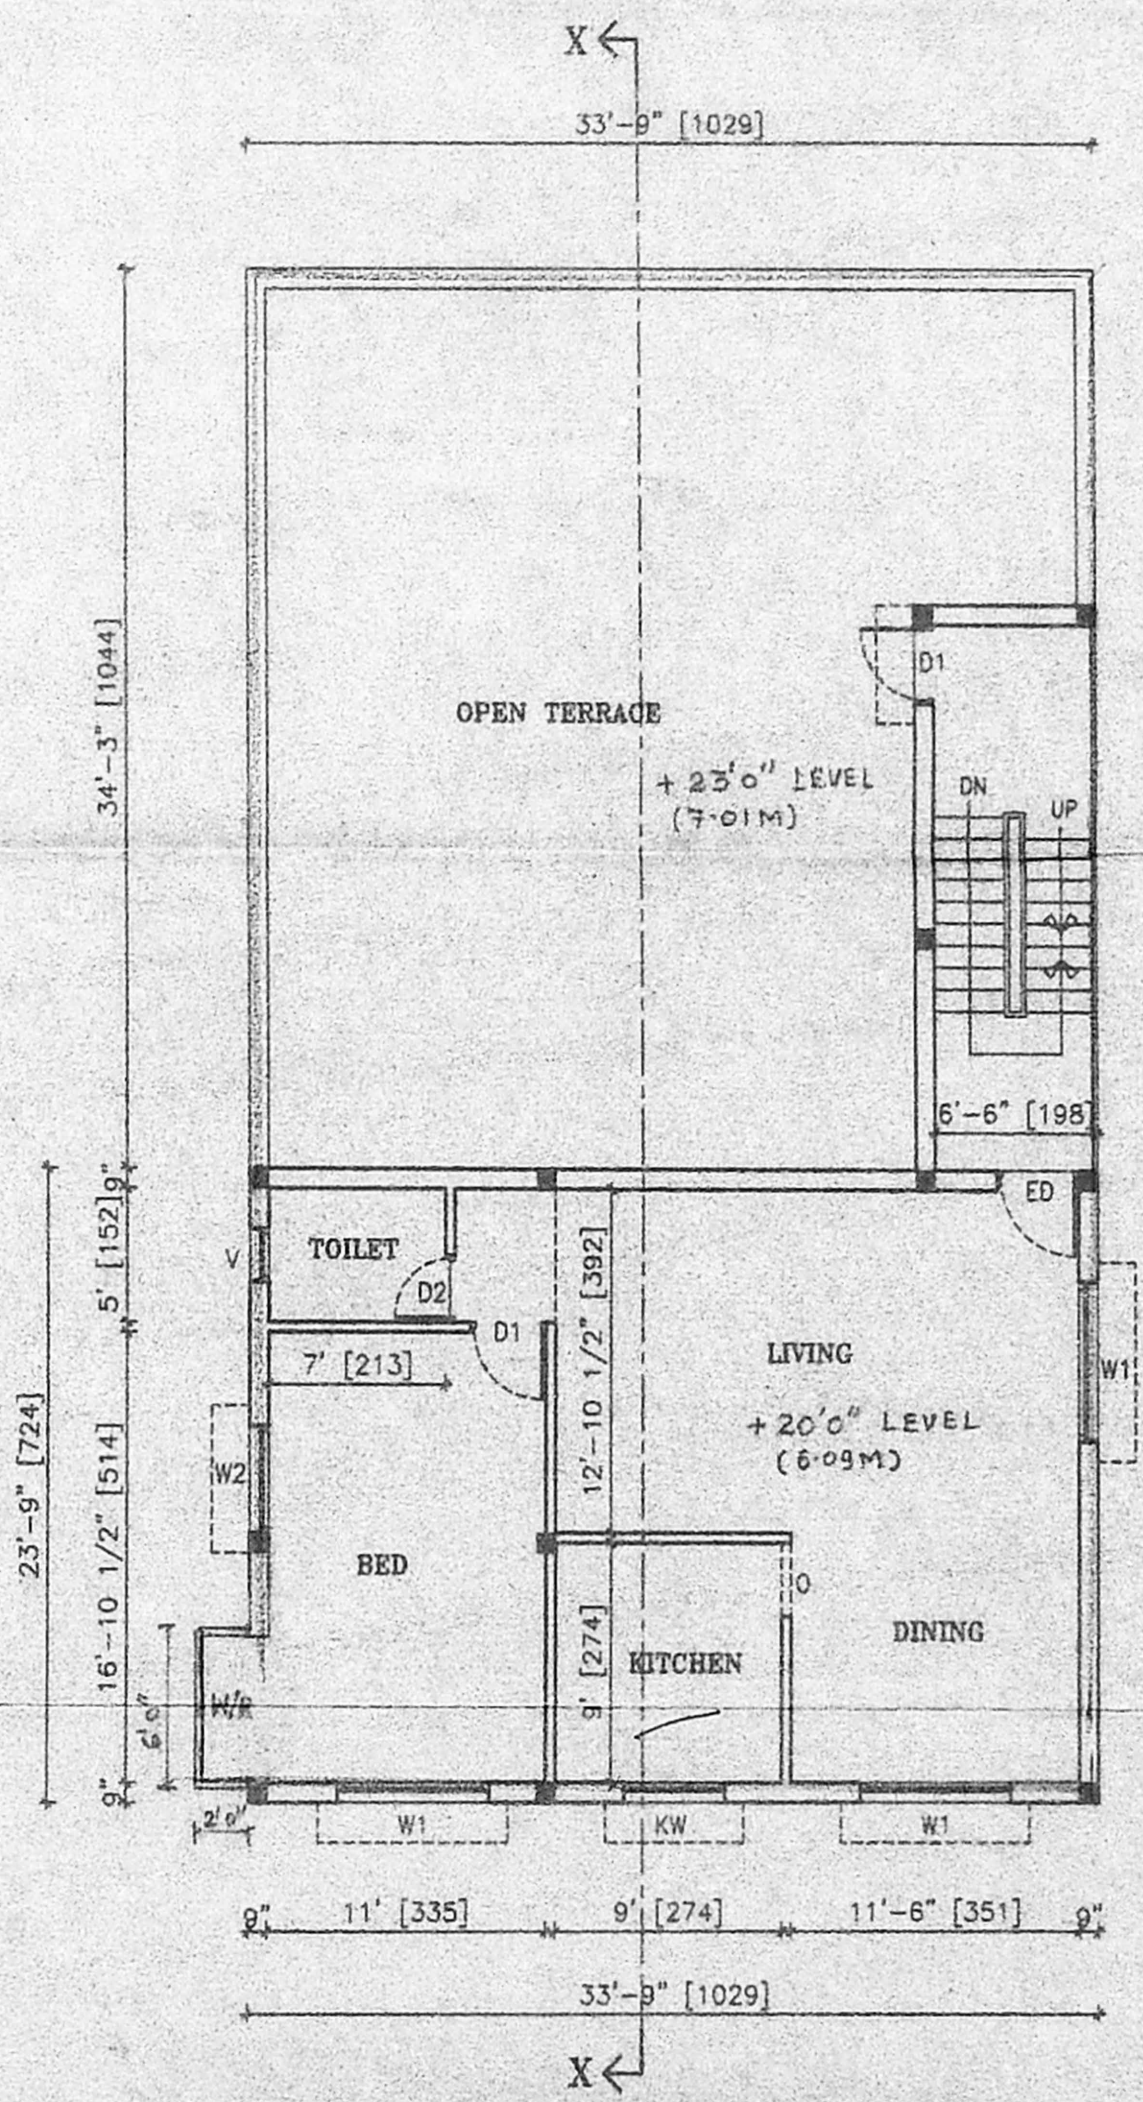 X
33'-9" [1029]
34'-3" [1044]
D1
OPEN TERRACE
+ 23'0" LEVEL
(7.01M)
DN
UP
6'-6" [198]
9"
5' [152]
ED
V
TOILET
D2
D1
12'-10 1/2" [392]
LIVING
W1
7' [213]
+ 20'0" LEVEL
(6.09M)
23'-9" [724]
16'-10 1/2" [514]
W2
BED
O
9' [274]
DINING
KITCHEN
W/R
6'0"
9"
2'0"
W1
KW
W1
9"
11' [335]
9' [274]
11'-6" [351]
9"
33'-9" [1029]
X